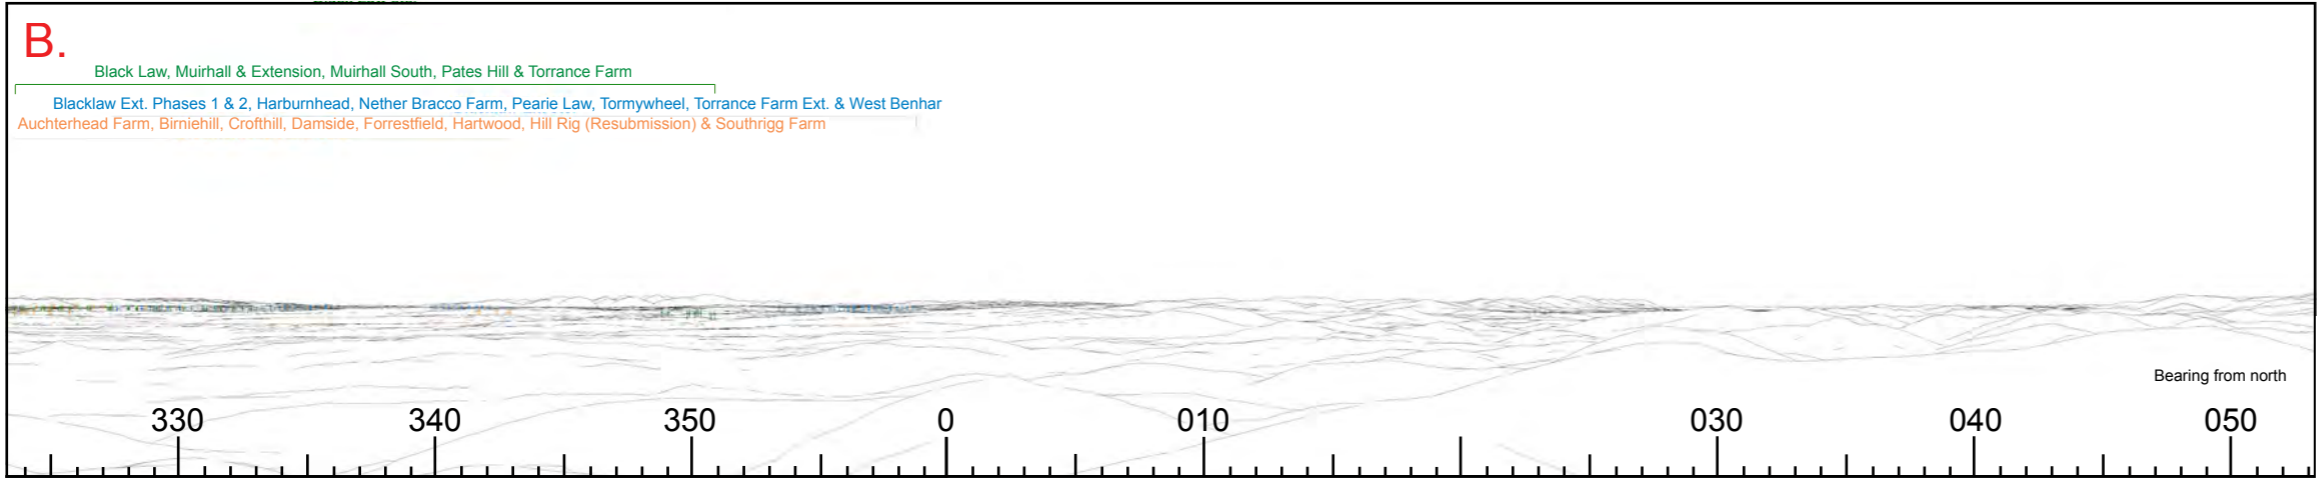 B.
Black Law, Muirhall & Extension, Muirhall South, Pates Hill & Torrance Farm
Blacklaw Ext. Phases 1 & 2, Harburnhead, Nether Bracco Farm, Pearie Law, Tormywheel, Torrance Farm Ext. & West Benhar
Auchterhead Farm, Birniehill, Crofthill, Damside, Forrestfield, Hartwood, Hill Rig (Resubmission) & Southrigg Farm
Bearing from north
330 340 350 0 010 030 040 050